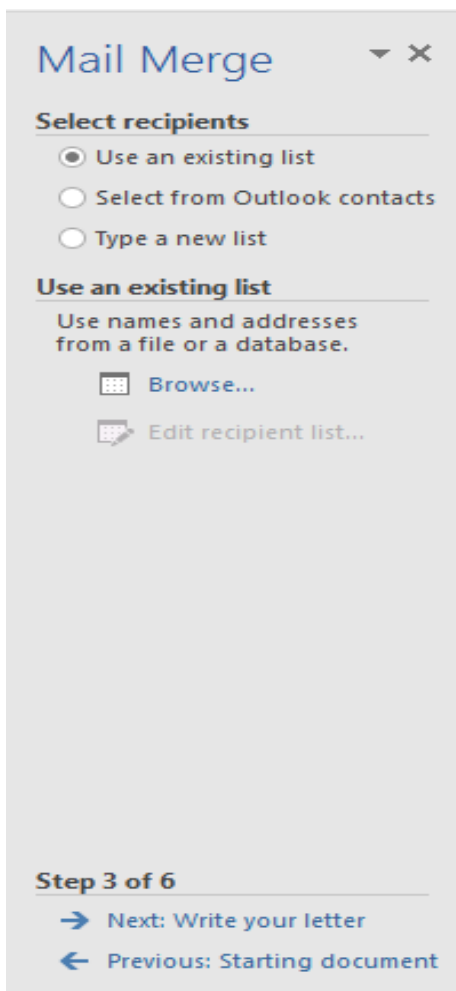 Mail Merge
Select recipients
Use an existing list
Select from Outlook contacts
Type a new list
Use an existing list
Use names and addresses
from a file or a database.
Browse...
Edit recipient list...
Step 3 of 6
Next: Write your letter
Previous: Starting document